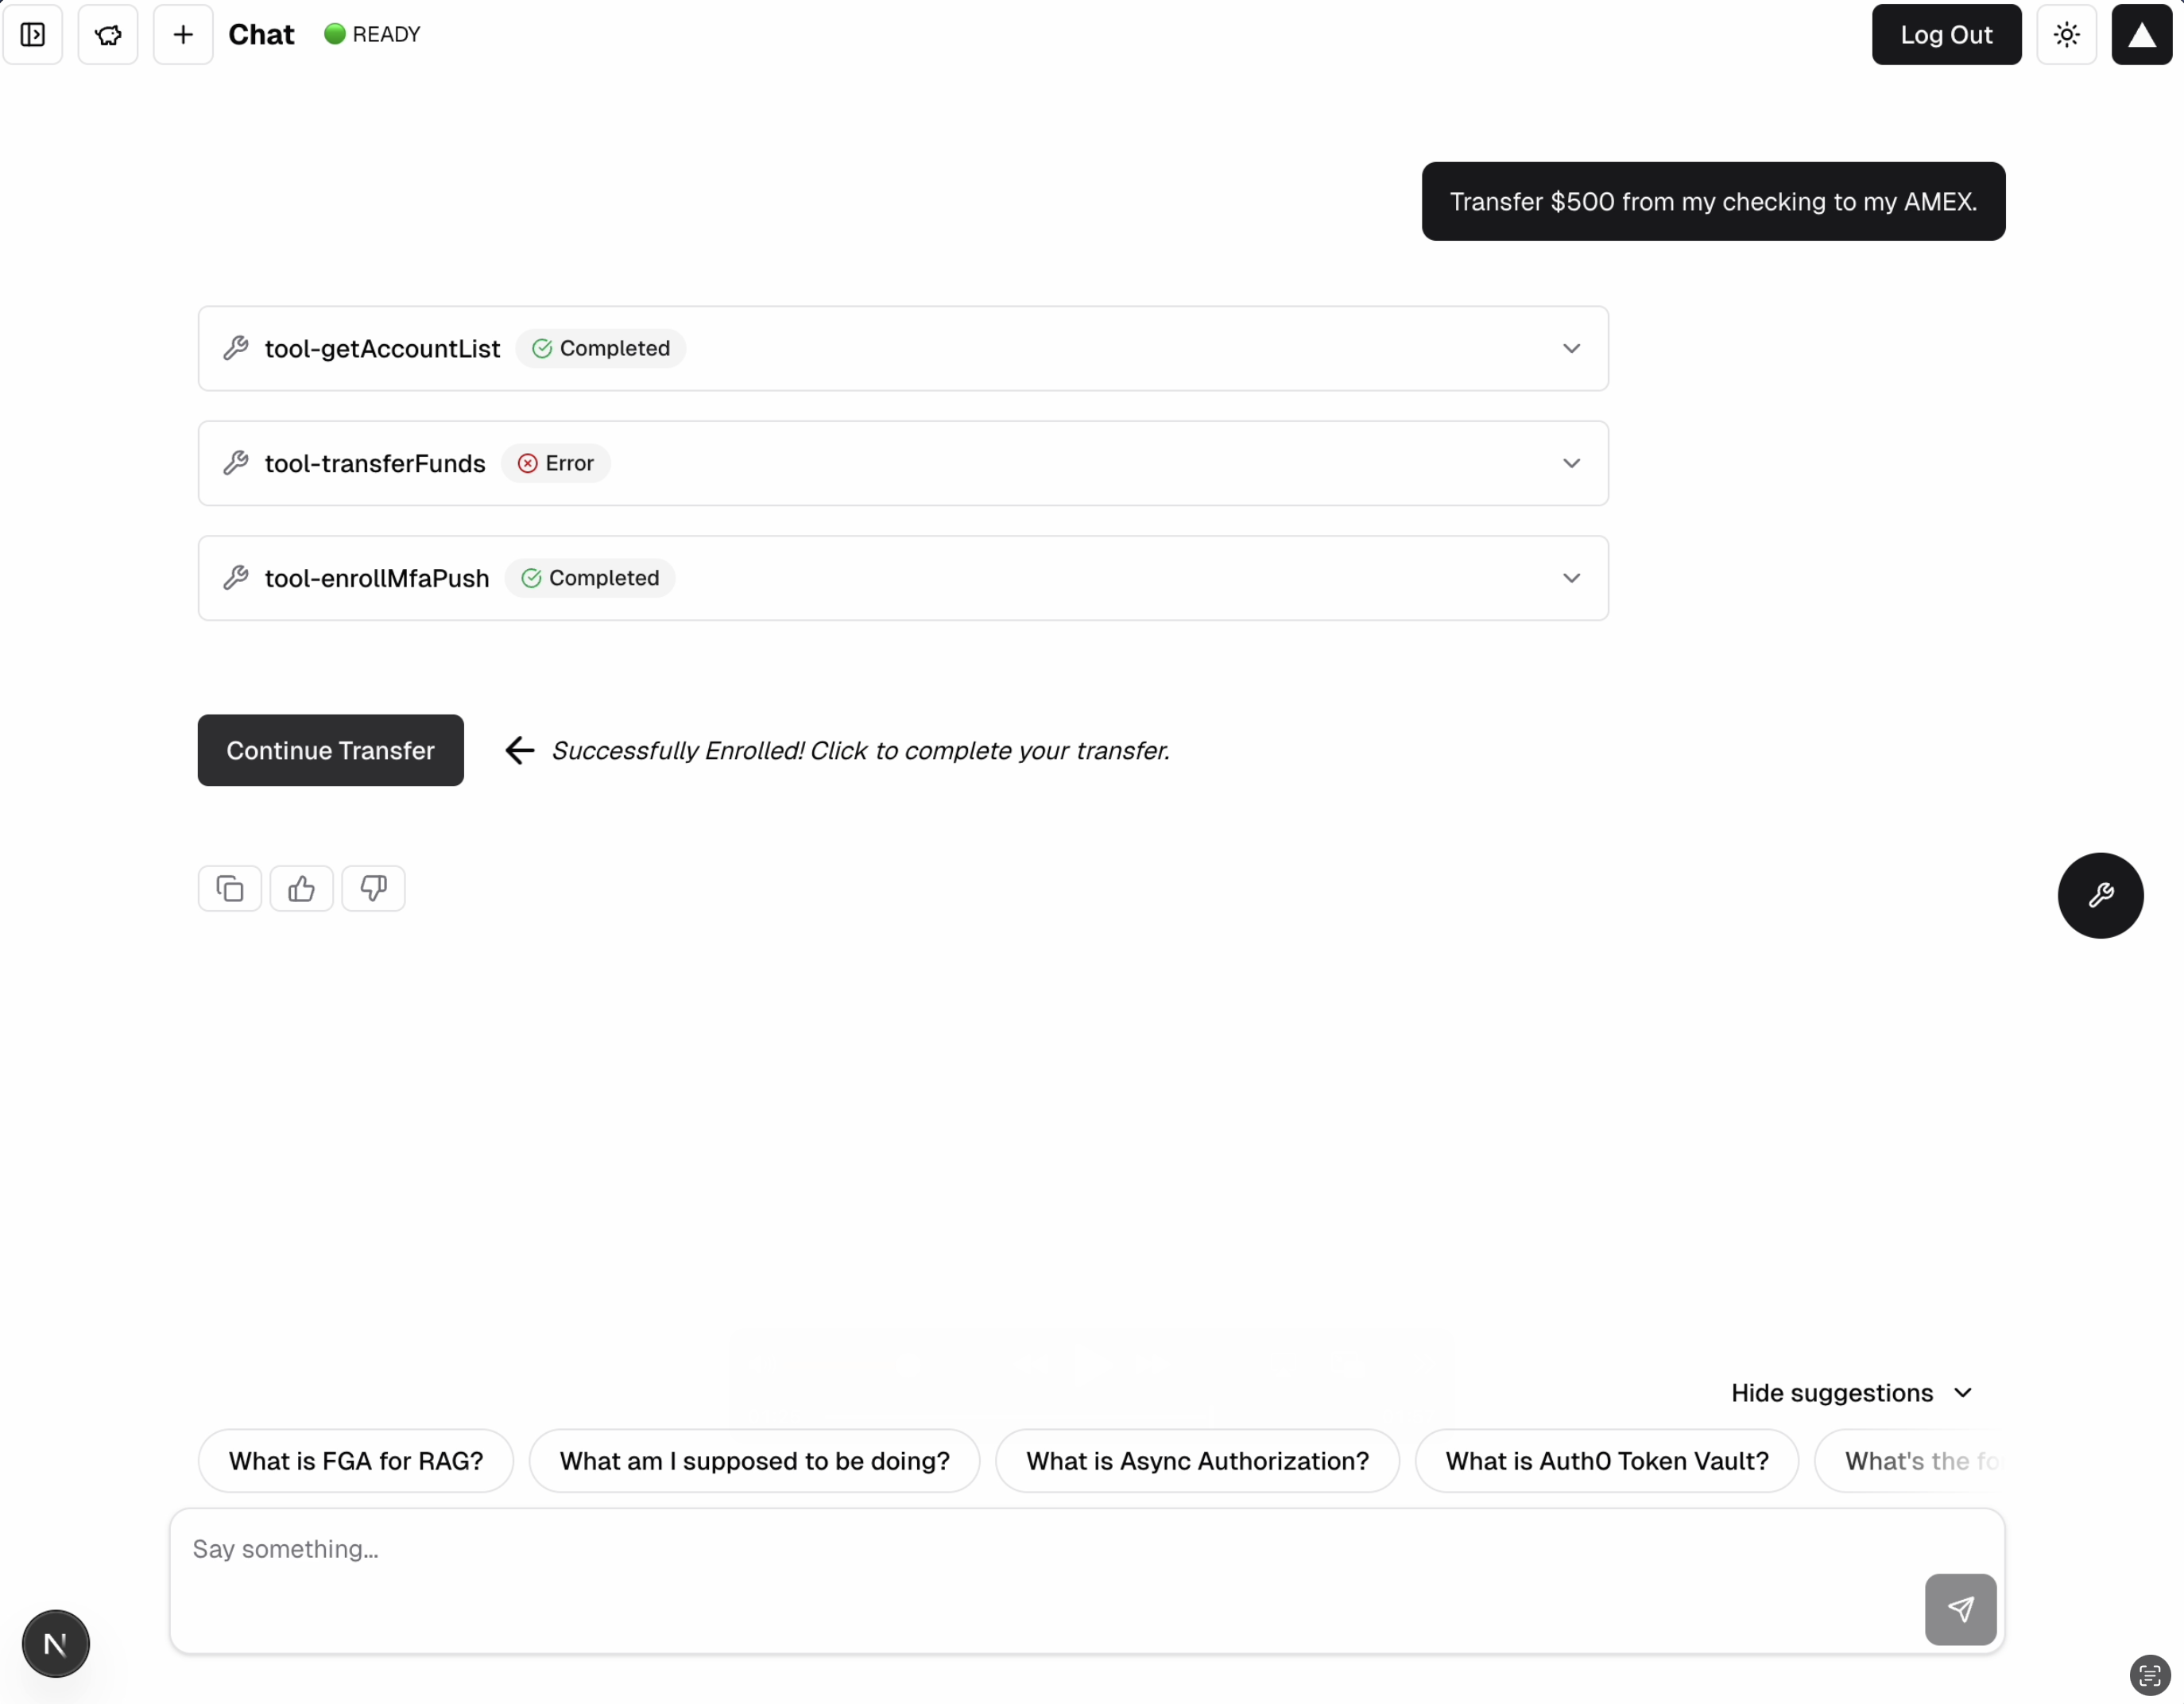 Chat
READY
Log Out
Transfer $500 from my checking to my AMEX.
tool-getAccountList
Completed
tool-transferFunds
Error
tool-enrollMfaPush
Completed
Continue Transfer
Successfully Enrolled! Click to complete your transfer.
Hide suggestions
What is FGA for RAG?
What am I supposed to be doing?
What is Async Authorization?
What is Auth0 Token Vault?
What's the fo
Say something...
N